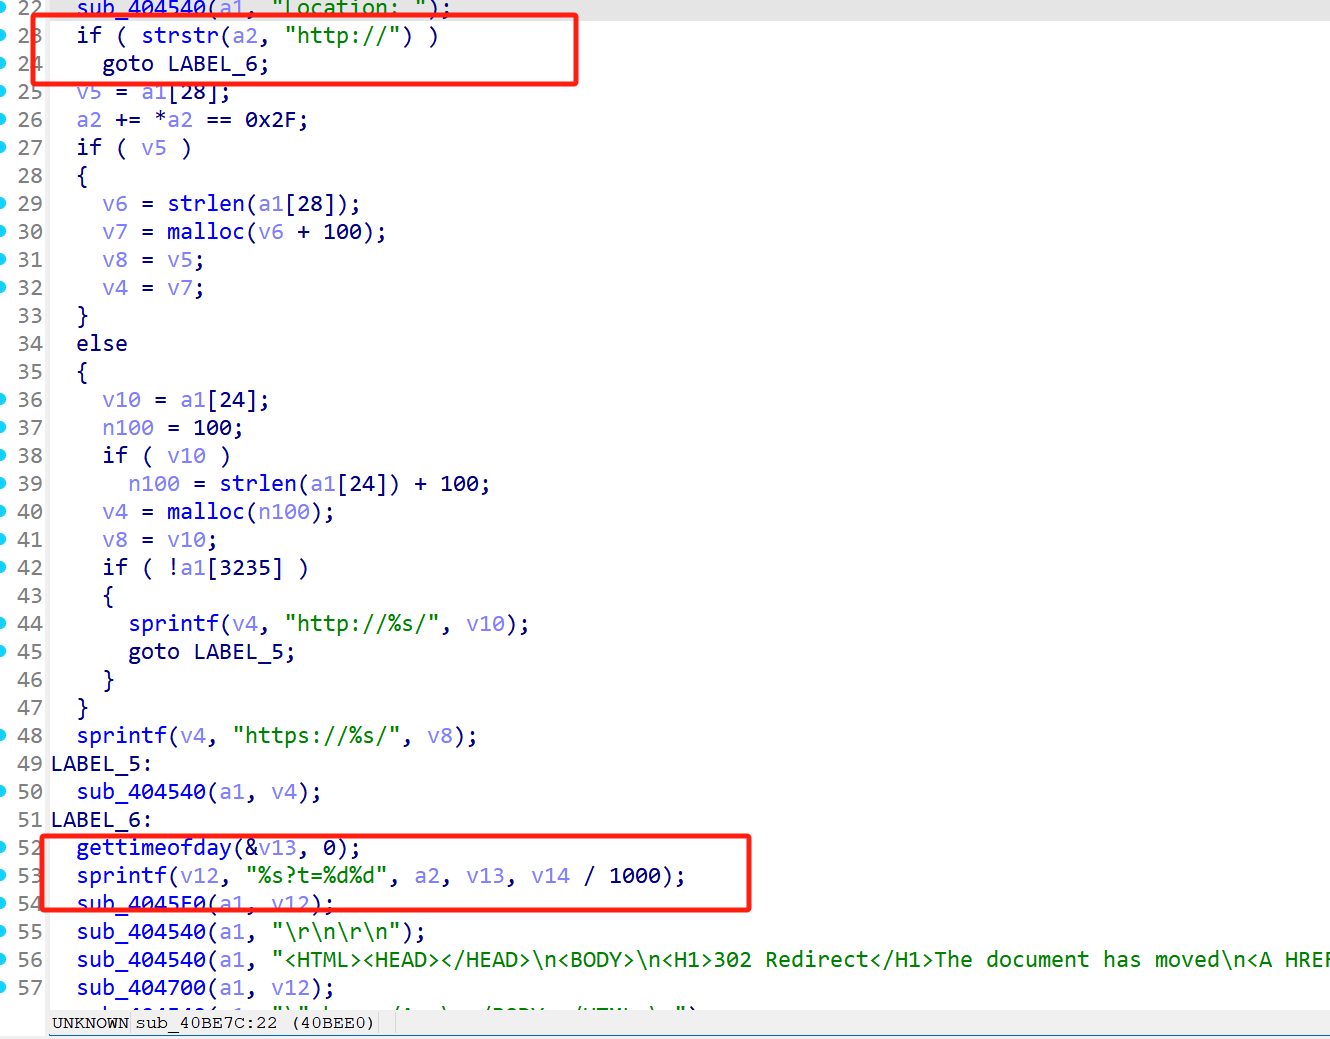 22 sub_404540(a1, "Location: ");
23 if ( strstr(a2, "http://") )
24 goto LABEL_6;
25 v5 = a1[28];
26 a2 += *a2 == 0x2F;
27 if ( v5 )
28 {
29 v6 = strlen(a1[28]);
30 v7 = malloc(v6 + 100);
31 v8 = v5;
32 v4 = v7;
33 }
34 else
35 {
36 v10 = a1[24];
37 n100 = 100;
38 if ( v10 )
39 n100 = strlen(a1[24]) + 100;
40 v4 = malloc(n100);
41 v8 = v10;
42 if ( !a1[3235] )
43 {
44 sprintf(v4, "http://%s/", v10);
45 goto LABEL_5;
46 }
47 }
48 sprintf(v4, "https://%s/", v8);
49 LABEL_5:
50 sub_404540(a1, v4);
51 LABEL_6:
52 gettimeofday(&v13, 0);
53 sprintf(v12, "%s?t=%d%d", a2, v13, v14 / 1000);
54 sub_4045E0(a1, v12);
55 sub_404540(a1, "\r\n\r\n");
56 sub_404540(a1, "<HTML><HEAD></HEAD>\n<BODY>\n<H1>302 Redirect</H1>The document has moved\n<A HREF
57 sub_404700(a1, v12);
UNKNOWN sub_40BE7C:22 (40BEE0)